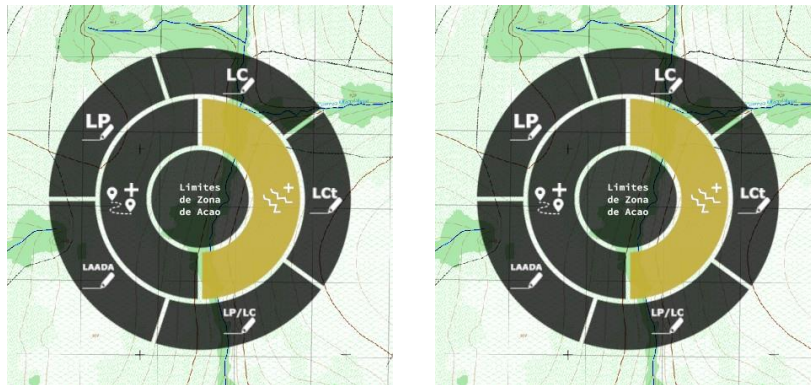 LC
LP
Limites
de Zona
de Acao
LCt
LAADA
LP/LC
LC
LP
Limites
de Zona
de Acao
LCt
LAADA
LP/LC